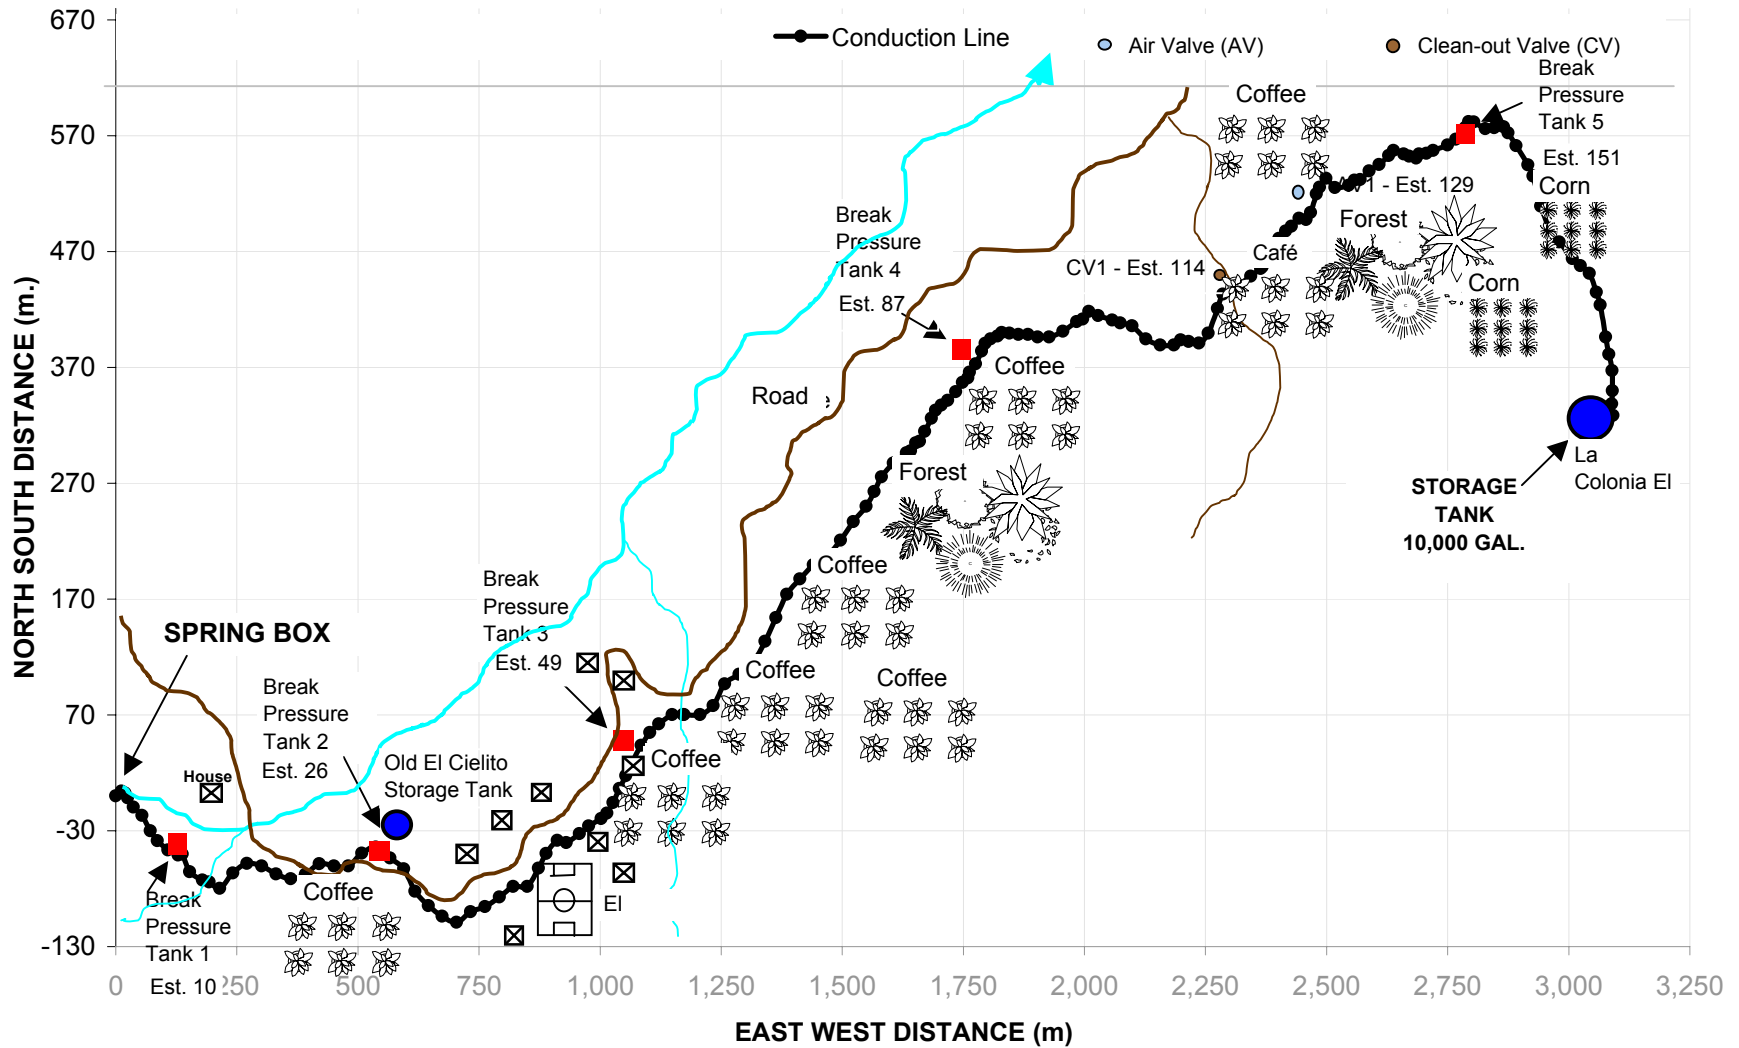 670
570
470
370
270
170
70
-30
-130
NORTH SOUTH DISTANCE (m.)
Conduction Line
Air Valve (AV)
Clean-out Valve (CV)
Break
Pressure
Tank 5
Est. 151
Corn
Coffee
AV1 - Est. 129
Forest
Café
Corn
CV1 - Est. 114
Break
Pressure
Tank 4
Est. 87
Coffee
Road
Forest
La
Colonia El
STORAGE
TANK
10,000 GAL.
Coffee
Break
Pressure
Tank 3
Est. 49
SPRING BOX
Coffee
Coffee
Break
Pressure
Tank 2
Est. 26
Old El Cielito
Storage Tank
House
Coffee
Coffee
El
Break
Pressure
Tank 1
Est. 10
0
250
500
750
1,000
1,250
1,500
1,750
2,000
2,250
2,500
2,750
3,000
3,250
EAST WEST DISTANCE (m)